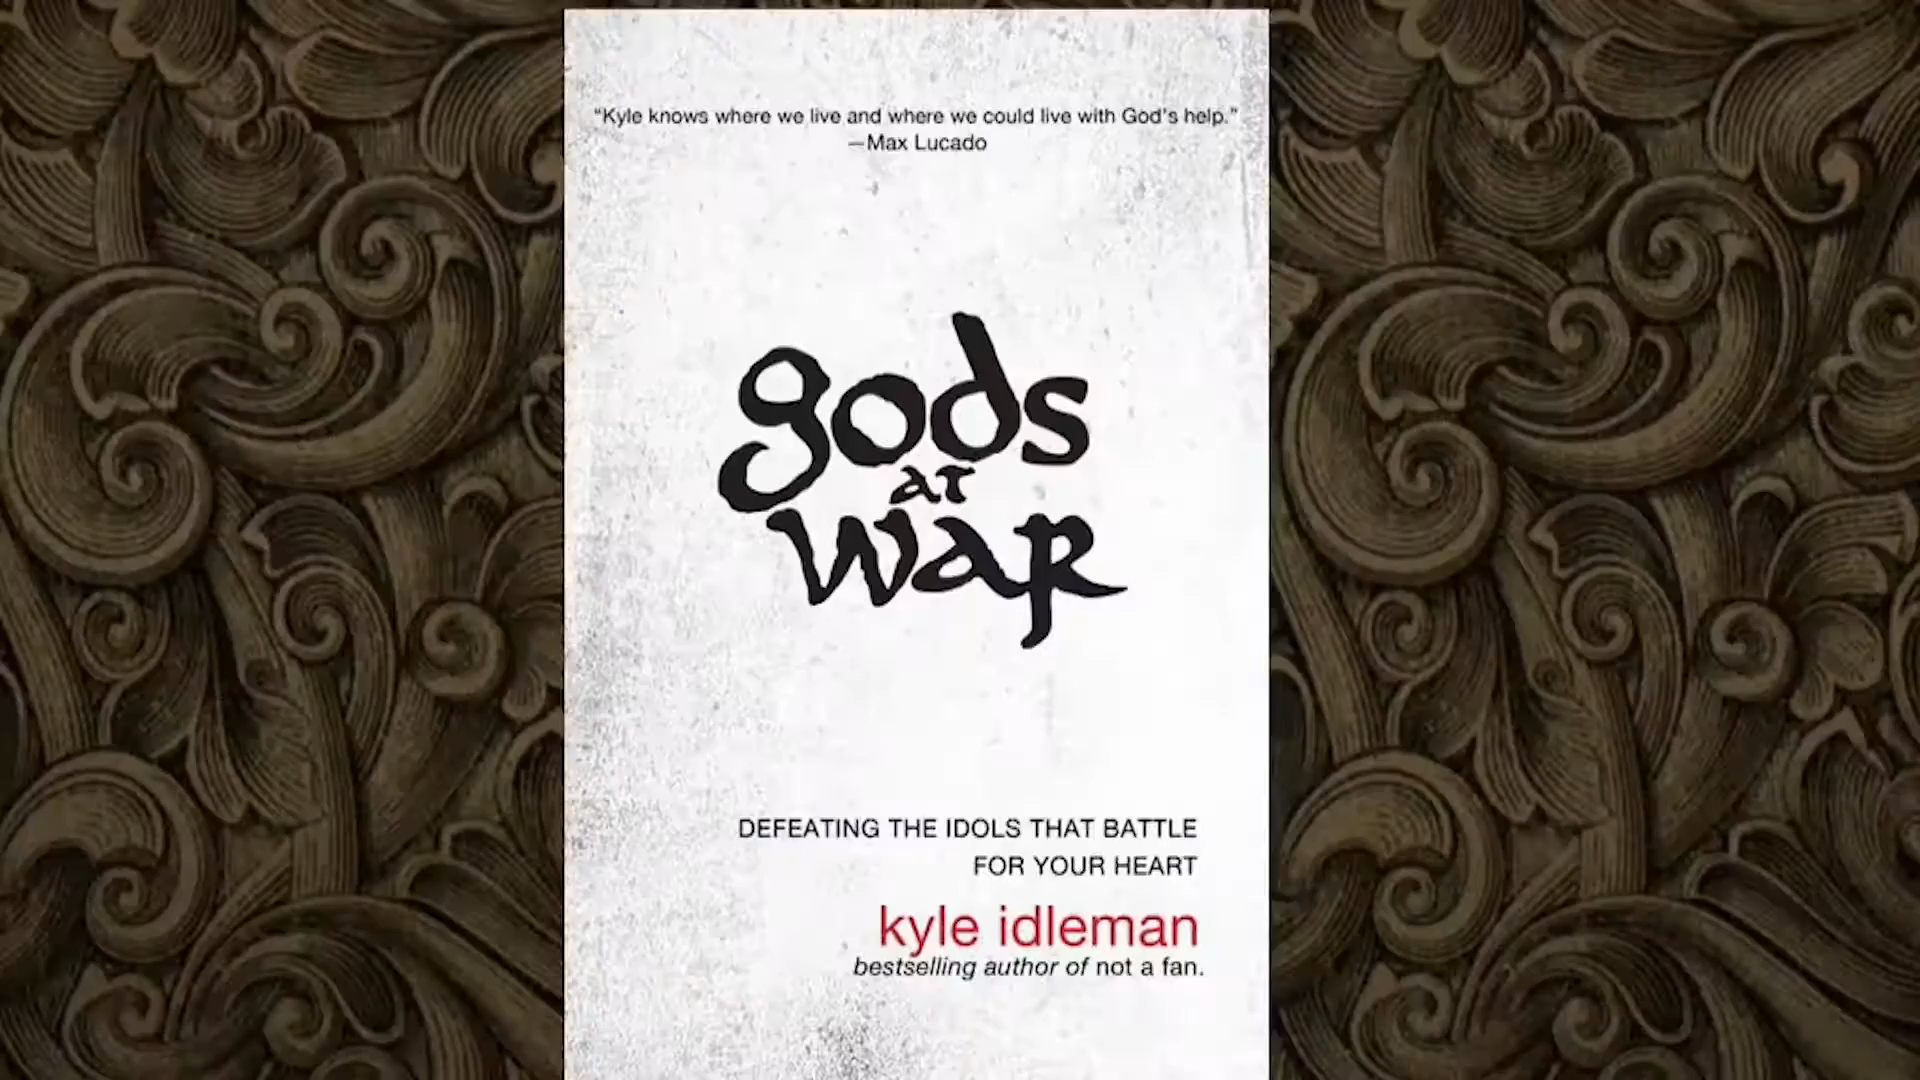 “Kyle knows where we live and where we could live with God's help.”
—Max Lucado
gods
at
war
DEFEATING THE IDOLS THAT BATTLE
FOR YOUR HEART
kyle idleman
bestselling author of not a fan.